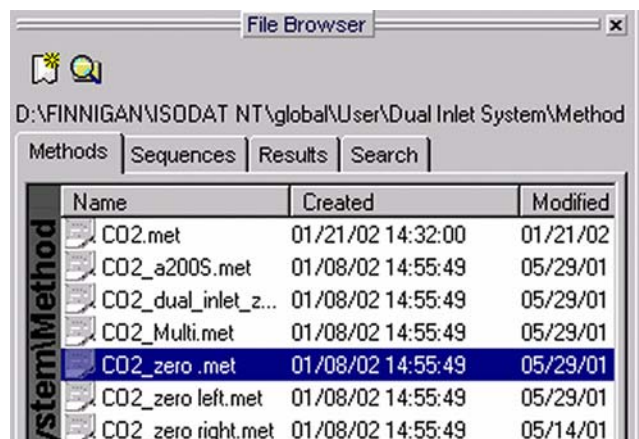 File Browser
D:\FINNIGAN\ISODAT NT\global\User\Dual Inlet System\Method
Methods Sequences Results Search
Name Created Modified
CO2.met 01/21/02 14:32:00 01/21/02
CO2_a200S.met 01/08/02 14:55:49 05/29/01
CO2_dual_inlet_z... 01/08/02 14:55:49 05/29/01
CO2_Multi.met 01/08/02 14:55:49 05/29/01
CO2_zero .met 01/08/02 14:55:49 05/29/01
CO2_zero left.met 01/08/02 14:55:49 05/29/01
CO2_zero right.met 01/08/02 14:55:49 05/14/01
ystem\Method